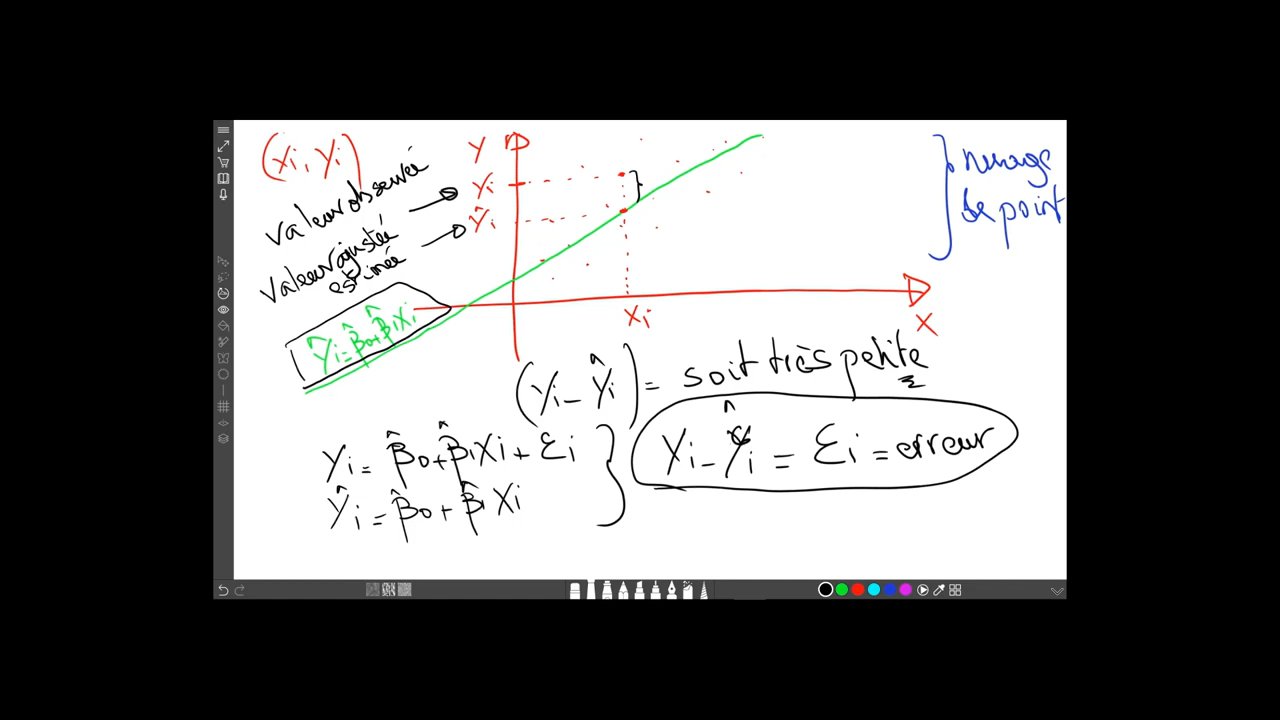 (Xi, Yi)
valeur observée
valeur ajustée
estimée
Y
Yi
Ŷi
Xi
X
nuage
de point
Ŷi = β̂0 + β̂1Xi
(Yi - Ŷi) = soit très petite
Yi = β̂0 + β̂1Xi + εi
Ŷi = β̂0 + β̂1Xi
Yi - Ŷi = εi = erreur